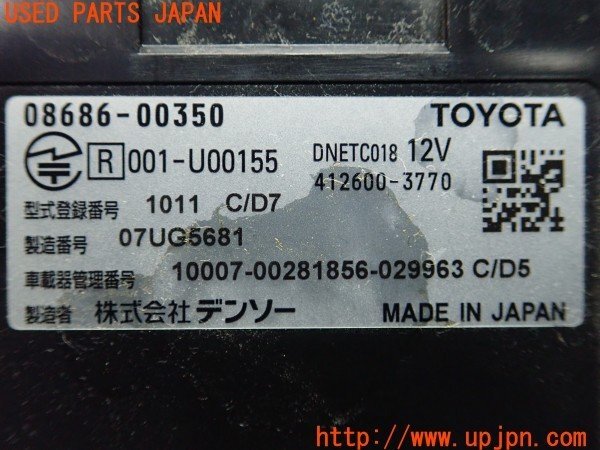 USED PARTS JAPAN
08686-00350 TOYOTA
R 001-U00155 DNETC018 12V
412600-3770
型式登録番号 1011 C/D7
製造番号 07UG5681
車載器管理番号 10007-00281856-029963 C/D5
製造者 株式会社デンソー MADE IN JAPAN
http://www.upjpn.com